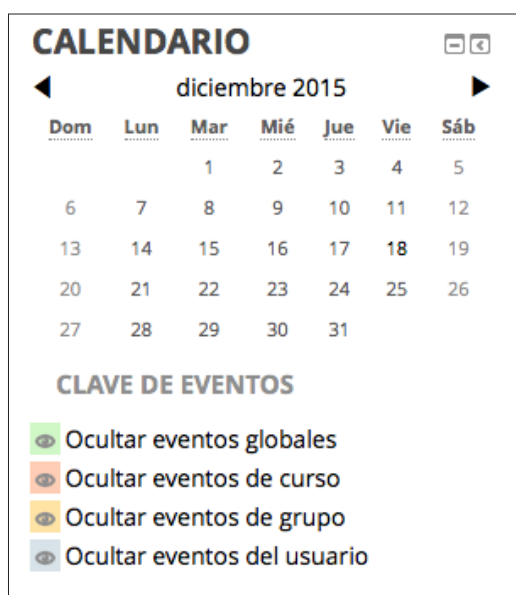 CALENDARIO
diciembre 2015
Dom Lun Mar Mié Jue Vie Sáb
1 2 3 4 5
6 7 8 9 10 11 12
13 14 15 16 17 18 19
20 21 22 23 24 25 26
27 28 29 30 31
CLAVE DE EVENTOS
Ocultar eventos globales
Ocultar eventos de curso
Ocultar eventos de grupo
Ocultar eventos del usuario